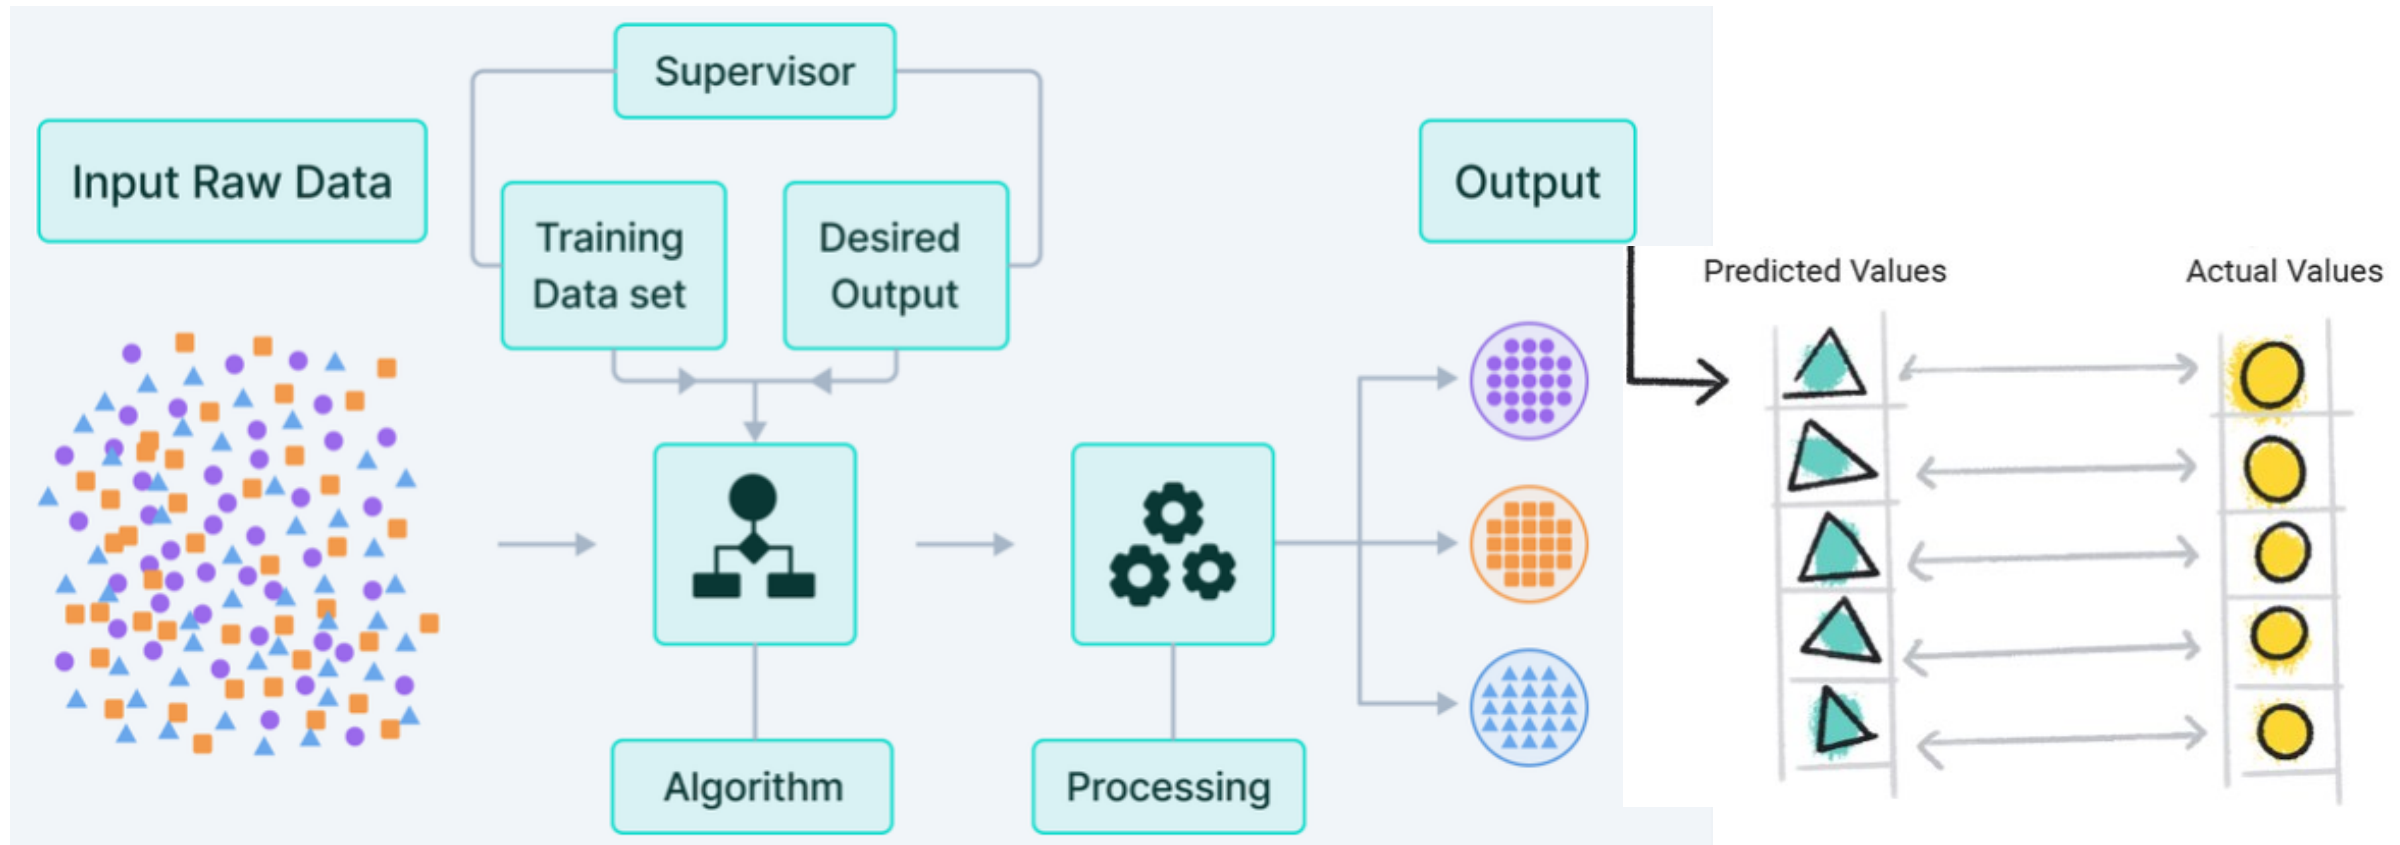 Supervisor
Input Raw Data
Training
Data set
Desired
Output
Output
Predicted Values
Actual Values
Algorithm
Processing